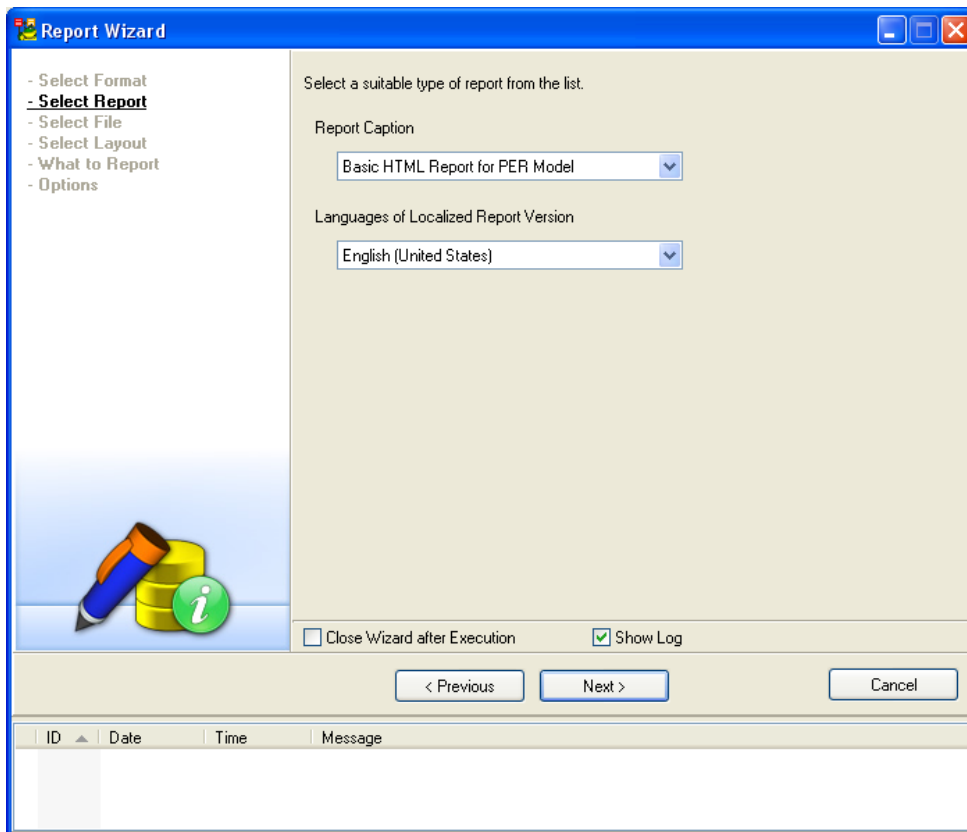 Report Wizard
- Select Format
- Select Report
- Select File
- Select Layout
- What to Report
- Options
Select a suitable type of report from the list.
Report Caption
Basic HTML Report for PER Model
Languages of Localized Report Version
English (United States)
Close Wizard after Execution
Show Log
< Previous
Next >
Cancel
ID Date Time Message